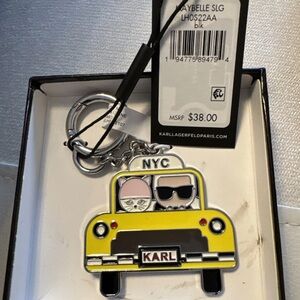 MAYBELLE SLG
LH0S22AA
blk
1 94775 89479 4
MSRP $38.00
KARLLAGERFELDPARIS.COM
NYC
KARL